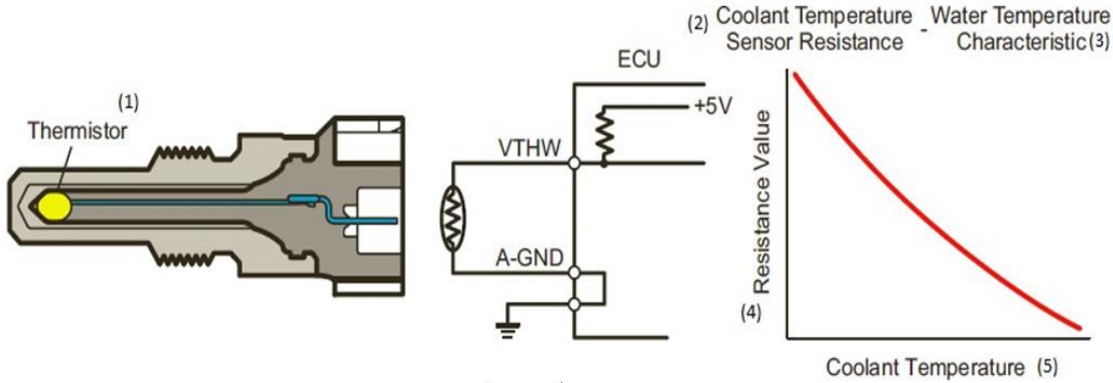 (1)
Thermistor
ECU
+5V
VTHW
A-GND
(2) Coolant Temperature - Water Temperature
Sensor Resistance Characteristic(3)
Resistance Value
(4)
Coolant Temperature (5)